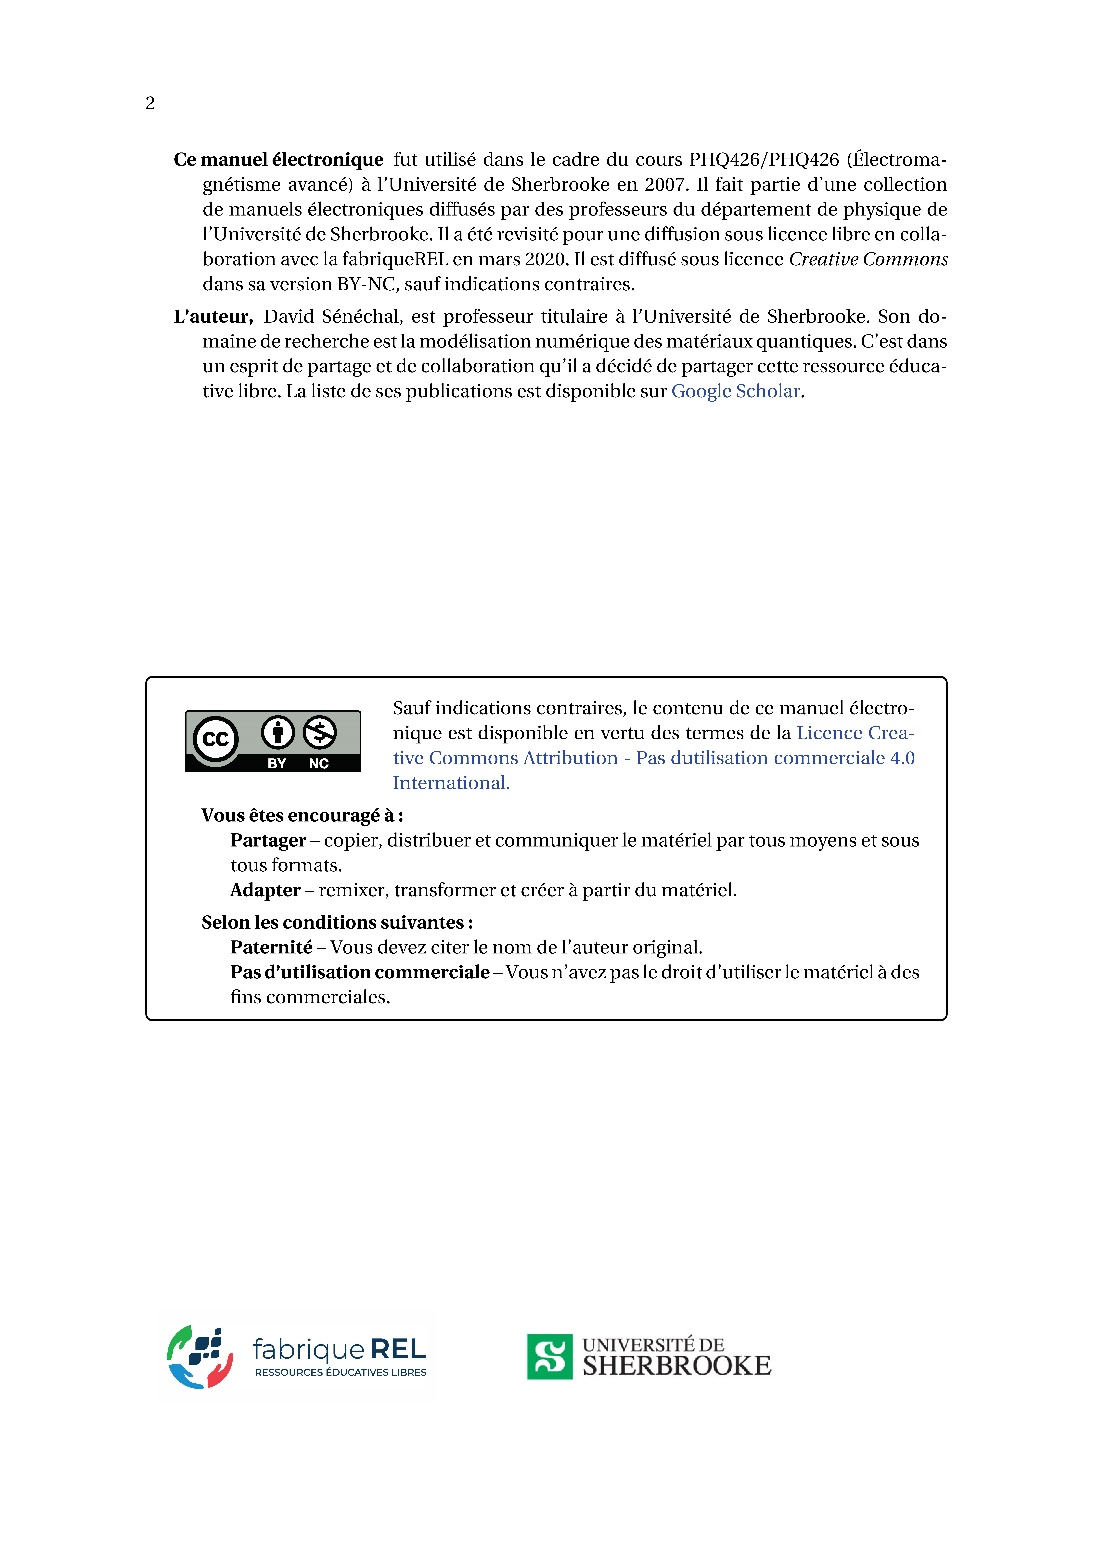 2
Ce manuel électronique fut utilisé dans le cadre du cours PHQ426/PHQ426 (Électroma-
gnétisme avancé) à l'Université de Sherbrooke en 2007. Il fait partie d'une collection
de manuels électroniques diffusés par des professeurs du département de physique de
l'Université de Sherbrooke. Il a été revisité pour une diffusion sous licence libre en colla-
boration avec la fabriqueREL en mars 2020. Il est diffusé sous licence Creative Commons
dans sa version BY-NC, sauf indications contraires.
L'auteur, David Sénéchal, est professeur titulaire à l'Université de Sherbrooke. Son do-
maine de recherche est la modélisation numérique des matériaux quantiques. C'est dans
un esprit de partage et de collaboration qu'il a décidé de partager cette ressource éduca-
tive libre. La liste de ses publications est disponible sur Google Scholar.
cc
BY NC
Sauf indications contraires, le contenu de ce manuel électro-
nique est disponible en vertu des termes de la Licence Crea-
tive Commons Attribution - Pas dutilisation commerciale 4.0
International.
Vous êtes encouragé à :
Partager – copier, distribuer et communiquer le matériel par tous moyens et sous
tous formats.
Adapter – remixer, transformer et créer à partir du matériel.
Selon les conditions suivantes :
Paternité – Vous devez citer le nom de l'auteur original.
Pas d'utilisation commerciale – Vous n'avez pas le droit d'utiliser le matériel à des
fins commerciales.
fabrique REL
RESSOURCES ÉDUCATIVES LIBRES
UNIVERSITÉ DE
SHERBROOKE